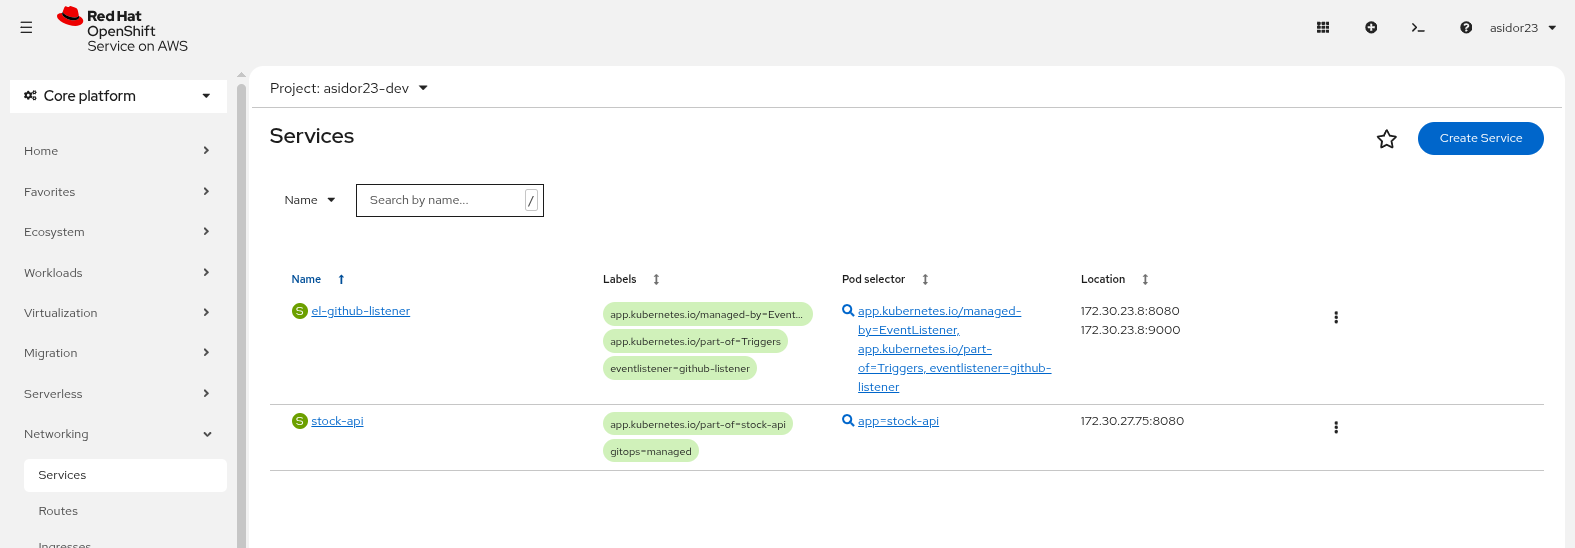 Red Hat
OpenShift
Service on AWS
asidor23
Core platform
Home
Favorites
Ecosystem
Workloads
Virtualization
Migration
Serverless
Networking
Services
Routes
Ingresses
Project: asidor23-dev
Services
Create Service
Name
Search by name...
/
Name
Labels
Pod selector
Location
S el-github-listener
app.kubernetes.io/managed-by=Event...
app.kubernetes.io/part-of=Triggers
eventlistener=github-listener
app.kubernetes.io/managed-
by=EventListener,
app.kubernetes.io/part-
of=Triggers, eventlistener=github-
listener
172.30.23.8:8080
172.30.23.8:9000
S stock-api
app.kubernetes.io/part-of=stock-api
gitops=managed
app=stock-api
172.30.27.75:8080